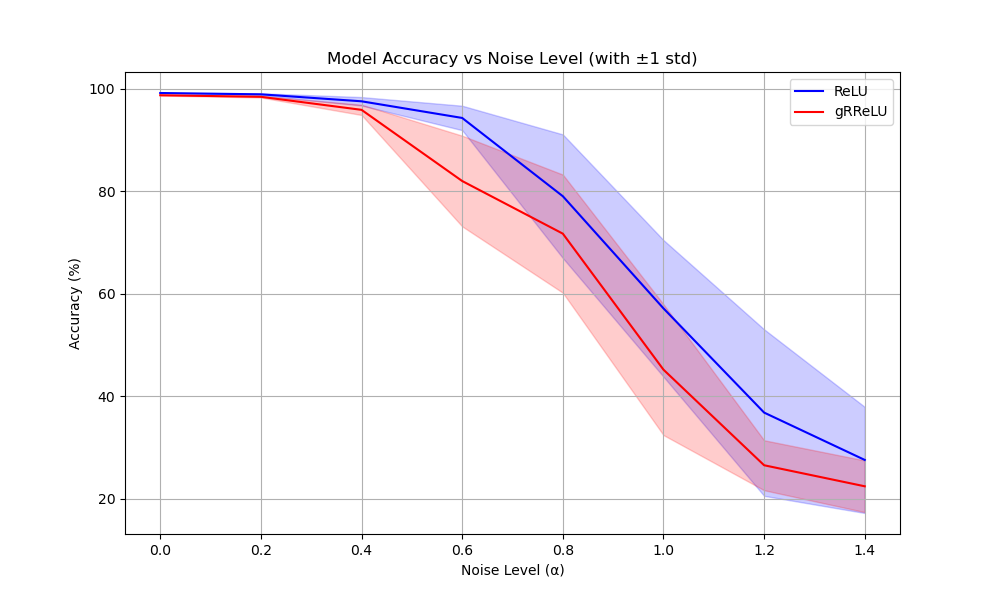 Model Accuracy vs Noise Level (with ±1 std)
ReLU
gRReLU
Accuracy (%)
100
80
60
40
20
0.0 0.2 0.4 0.6 0.8 1.0 1.2 1.4
Noise Level (α)